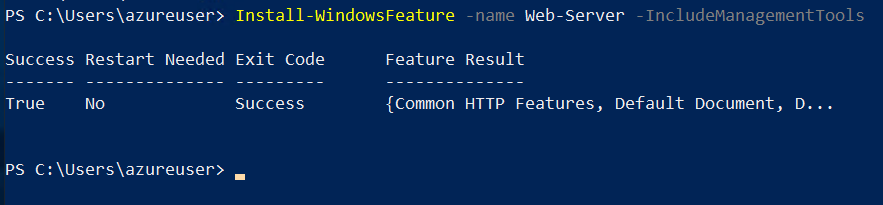 PS C:\Users\azureuser> Install-WindowsFeature -name Web-Server -IncludeManagementTools
Success Restart Needed Exit Code      Feature Result
------- -------------- ---------      --------------
True    No             Success        {Common HTTP Features, Default Document, D...
PS C:\Users\azureuser>